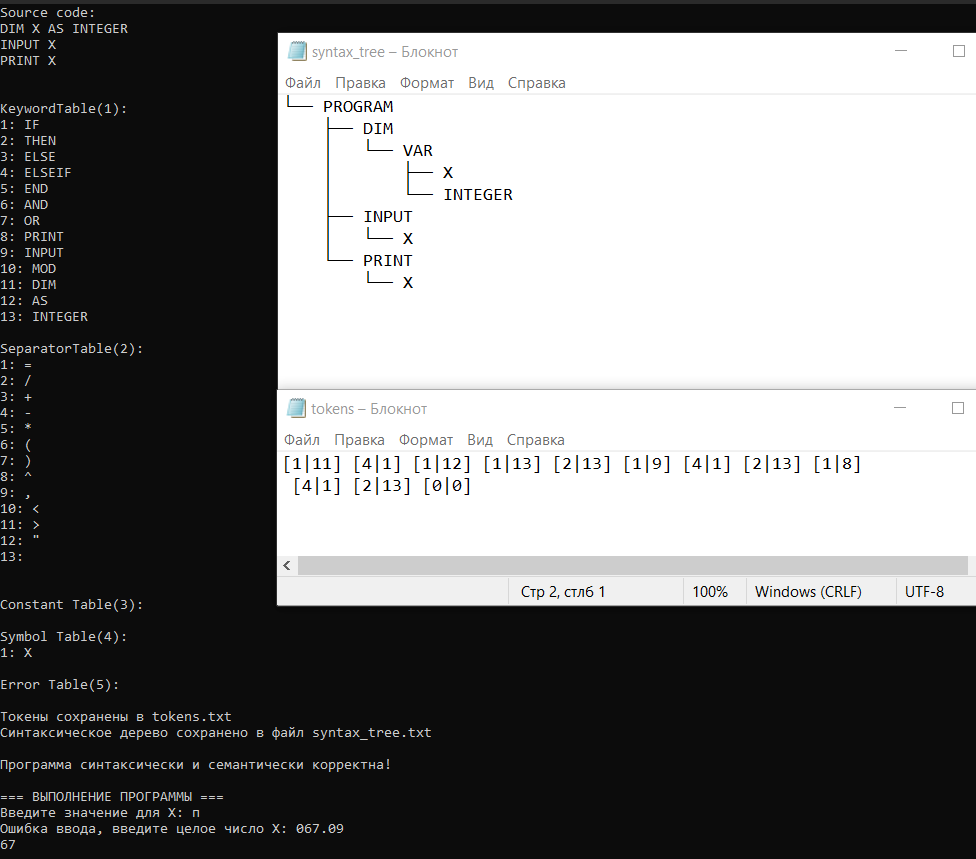 Source code:
DIM X AS INTEGER
INPUT X
PRINT X
KeywordTable(1):
1: IF
2: THEN
3: ELSE
4: ELSEIF
5: END
6: AND
7: OR
8: PRINT
9: INPUT
10: MOD
11: DIM
12: AS
13: INTEGER
SeparatorTable(2):
1: =
2: /
3: +
4: -
5: *
6: (
7: )
8: ^
9: ,
10: <
11: >
12: "
13:
Constant Table(3):
Symbol Table(4):
1: X
Error Table(5):
Токены сохранены в tokens.txt
Синтаксическое дерево сохранено в файл syntax_tree.txt
Программа синтаксически и семантически корректна!
=== ВЫПОЛНЕНИЕ ПРОГРАММЫ ===
Введите значение для X: п
Ошибка ввода, введите целое число X: 067.09
67
syntax_tree – Блокнот
Файл Правка Формат Вид Справка
└── PROGRAM
├── DIM
└── VAR
├── X
└── INTEGER
├── INPUT
└── X
└── PRINT
└── X
tokens – Блокнот
Файл Правка Формат Вид Справка
[1|11] [4|1] [1|12] [1|13] [2|13] [1|9] [4|1] [2|13] [1|8]
[4|1] [2|13] [0|0]
Стр 2, стлб 1 100% Windows (CRLF) UTF-8